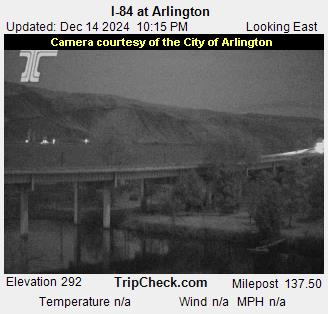 I-84 at Arlington
Updated: Dec 14 2024 10:15 PM Looking East
Camera courtesy of the City of Arlington
Elevation 292 TripCheck.com Milepost 137.50
Temperature n/a Wind n/a MPH n/a